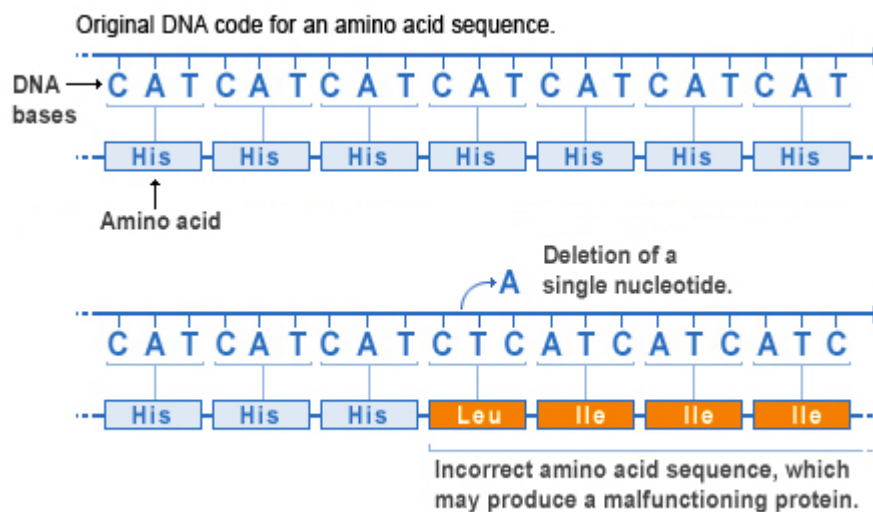 Original DNA code for an amino acid sequence.
DNA bases
C A T C A T C A T C A T C A T C A T C A T
His His His His His His His
Amino acid
Deletion of a
single nucleotide.
A
C A T C A T C A T C T C A T C A T C A T C
His His His Leu Ile Ile Ile
Incorrect amino acid sequence, which
may produce a malfunctioning protein.